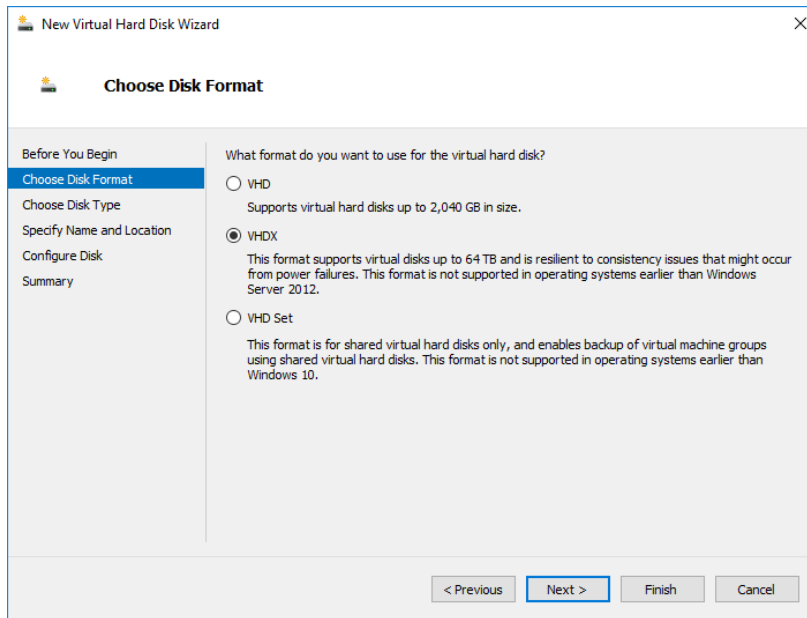 New Virtual Hard Disk Wizard
Choose Disk Format
Before You Begin
Choose Disk Format
Choose Disk Type
Specify Name and Location
Configure Disk
Summary
What format do you want to use for the virtual hard disk?
VHD
Supports virtual hard disks up to 2,040 GB in size.
VHDX
This format supports virtual disks up to 64 TB and is resilient to consistency issues that might occur
from power failures. This format is not supported in operating systems earlier than Windows
Server 2012.
VHD Set
This format is for shared virtual hard disks only, and enables backup of virtual machine groups
using shared virtual hard disks. This format is not supported in operating systems earlier than
Windows 10.
< Previous
Next >
Finish
Cancel